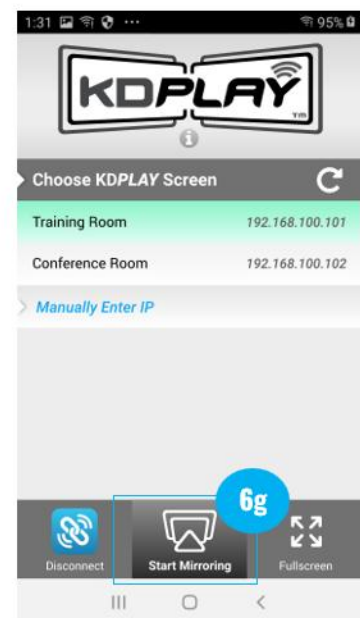 1:31 95%
KDPLAY
TM
i
Choose KDPLAY Screen
Training Room 192.168.100.101
Conference Room 192.168.100.102
Manually Enter IP
6g
Disconnect Start Mirroring Fullscreen